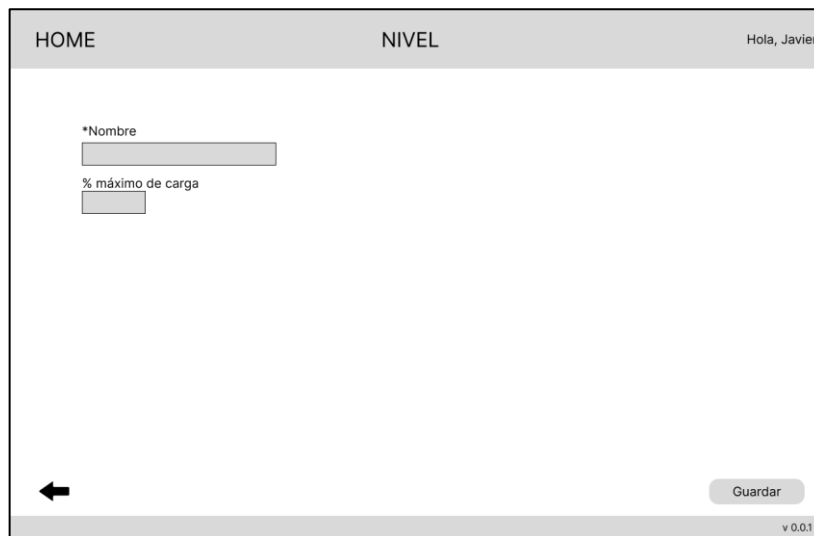 HOME NIVEL Hola, Javier
*Nombre
% máximo de carga
Guardar
v 0.0.1